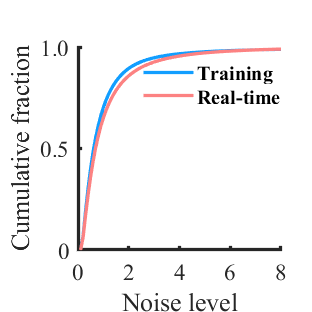 Cumulative fraction
1.0
0.5
0
Training
Real-time
0 2 4 6 8
Noise level